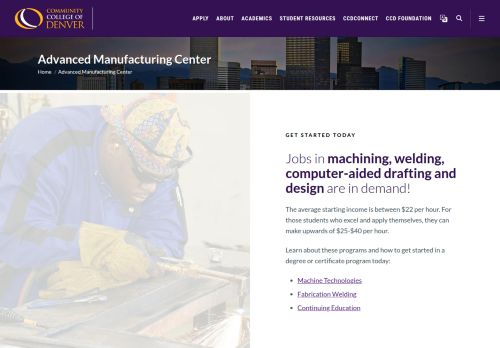 COMMUNITY
COLLEGE OF
DENVER
APPLY ABOUT ACADEMICS STUDENT RESOURCES CCDCONNECT CCD FOUNDATION
Advanced Manufacturing Center
Home / Advanced Manufacturing Center
GET STARTED TODAY
Jobs in machining, welding,
computer-aided drafting and
design are in demand!
The average starting income is between $22 per hour. For
those students who excel and apply themselves, they can
make upwards of $25-$40 per hour.
Learn about these programs and how to get started in a
degree or certificate program today:
Machine Technologies
Fabrication Welding
Continuing Education